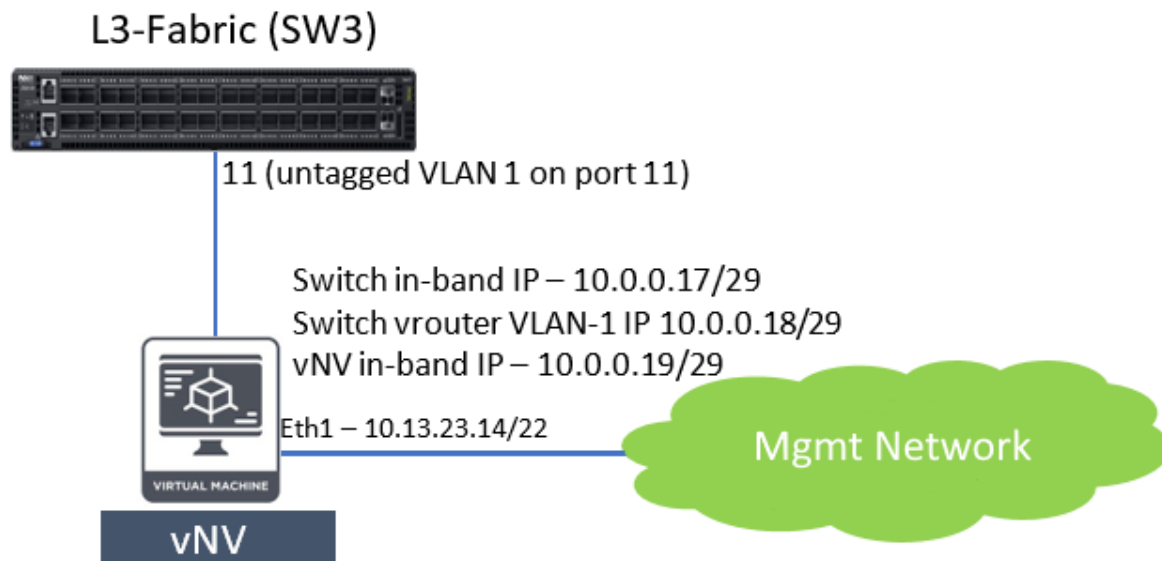 L3-Fabric (SW3)
11 (untagged VLAN 1 on port 11)
Switch in-band IP – 10.0.0.17/29
Switch vrouter VLAN-1 IP 10.0.0.18/29
vNV in-band IP – 10.0.0.19/29
Eth1 – 10.13.23.14/22
Mgmt Network
VIRTUAL MACHINE
vNV